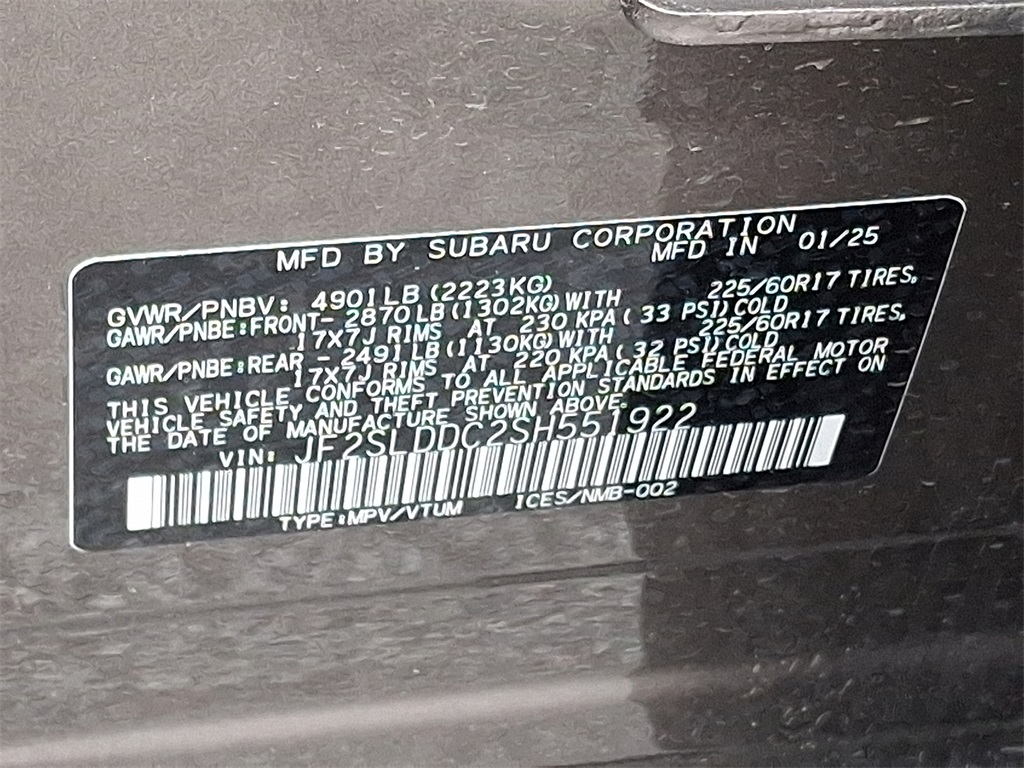 MFD BY SUBARU CORPORATION
MFD IN 01/25
GVWR/PNBV: 4901LB (2223KG)
GAWR/PNBE:FRONT- 2870LB(1302KG)WITH 225/60R17 TIRES.
17X7J RIMS AT 230 KPA( 33 PSI)COLD
GAWR/PNBE:REAR - 2491LB(1130KG)WITH 225/60R17 TIRES.
17X7J RIMS AT 220 KPA( 32 PSI)COLD
THIS VEHICLE CONFORMS TO ALL APPLICABLE FEDERAL MOTOR
VEHICLE SAFETY AND THEFT PREVENTION STANDARDS IN EFFECT ON
THE DATE OF MANUFACTURE SHOWN ABOVE.
VIN: JF2SLDDC2SH551922
TYPE:MPV/VTUM ICES/NMB-002